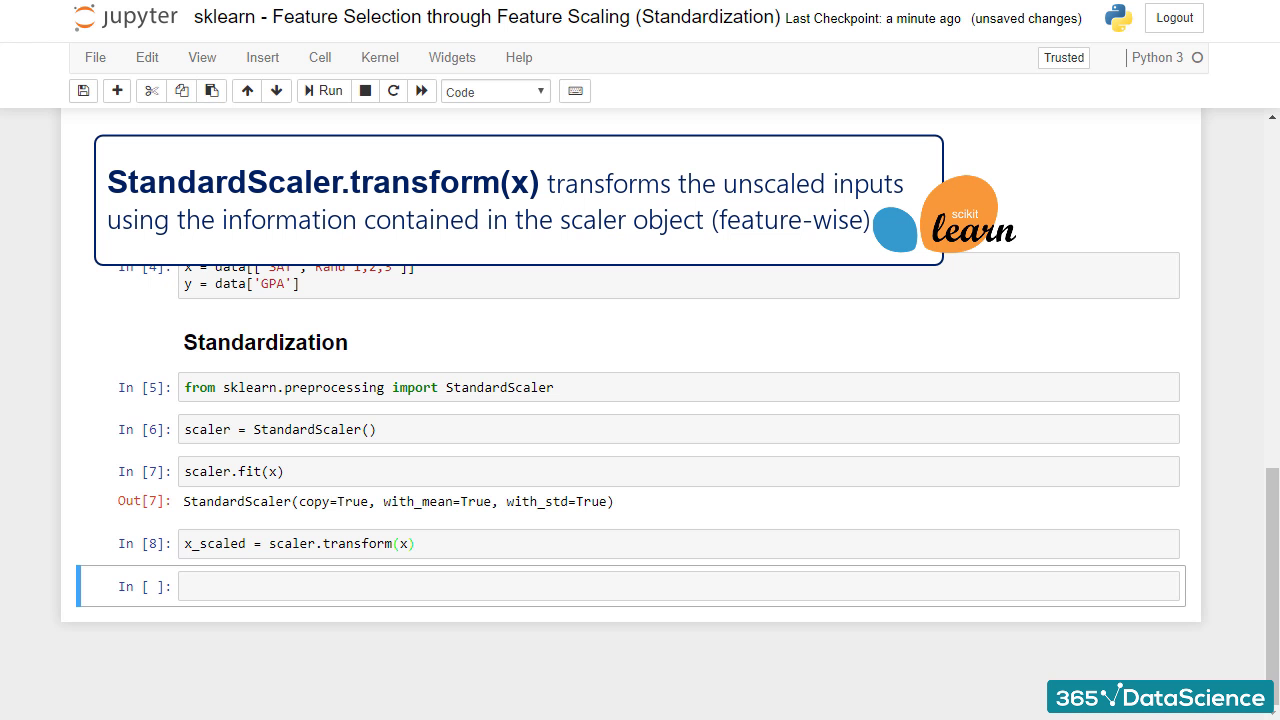 jupyter sklearn - Feature Selection through Feature Scaling (Standardization) Last Checkpoint: a minute ago (unsaved changes) Logout
File Edit View Insert Cell Kernel Widgets Help Trusted Python 3
Run Code
StandardScaler.transform(x) transforms the unscaled inputs
using the information contained in the scaler object (feature-wise)
scikit
learn
In [4]: x = data[['SAT','Rand 1,2,3']]
y = data['GPA']
Standardization
In [5]: from sklearn.preprocessing import StandardScaler
In [6]: scaler = StandardScaler()
In [7]: scaler.fit(x)
Out[7]: StandardScaler(copy=True, with_mean=True, with_std=True)
In [8]: x_scaled = scaler.transform(x)
In [ ]:
365 DataScience